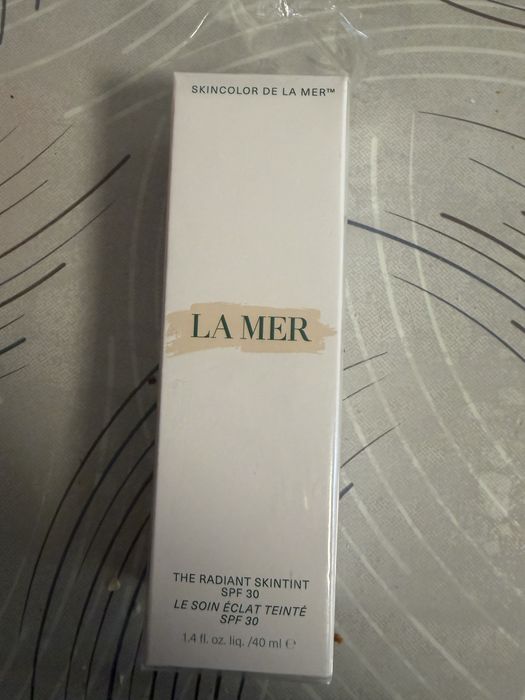 SKINCOLOR DE LA MER™
LA MER
THE RADIANT SKINTINT
SPF 30
LE SOIN ÉCLAT TEINTÉ
SPF 30
1.4 fl. oz. liq. /40 ml ℮